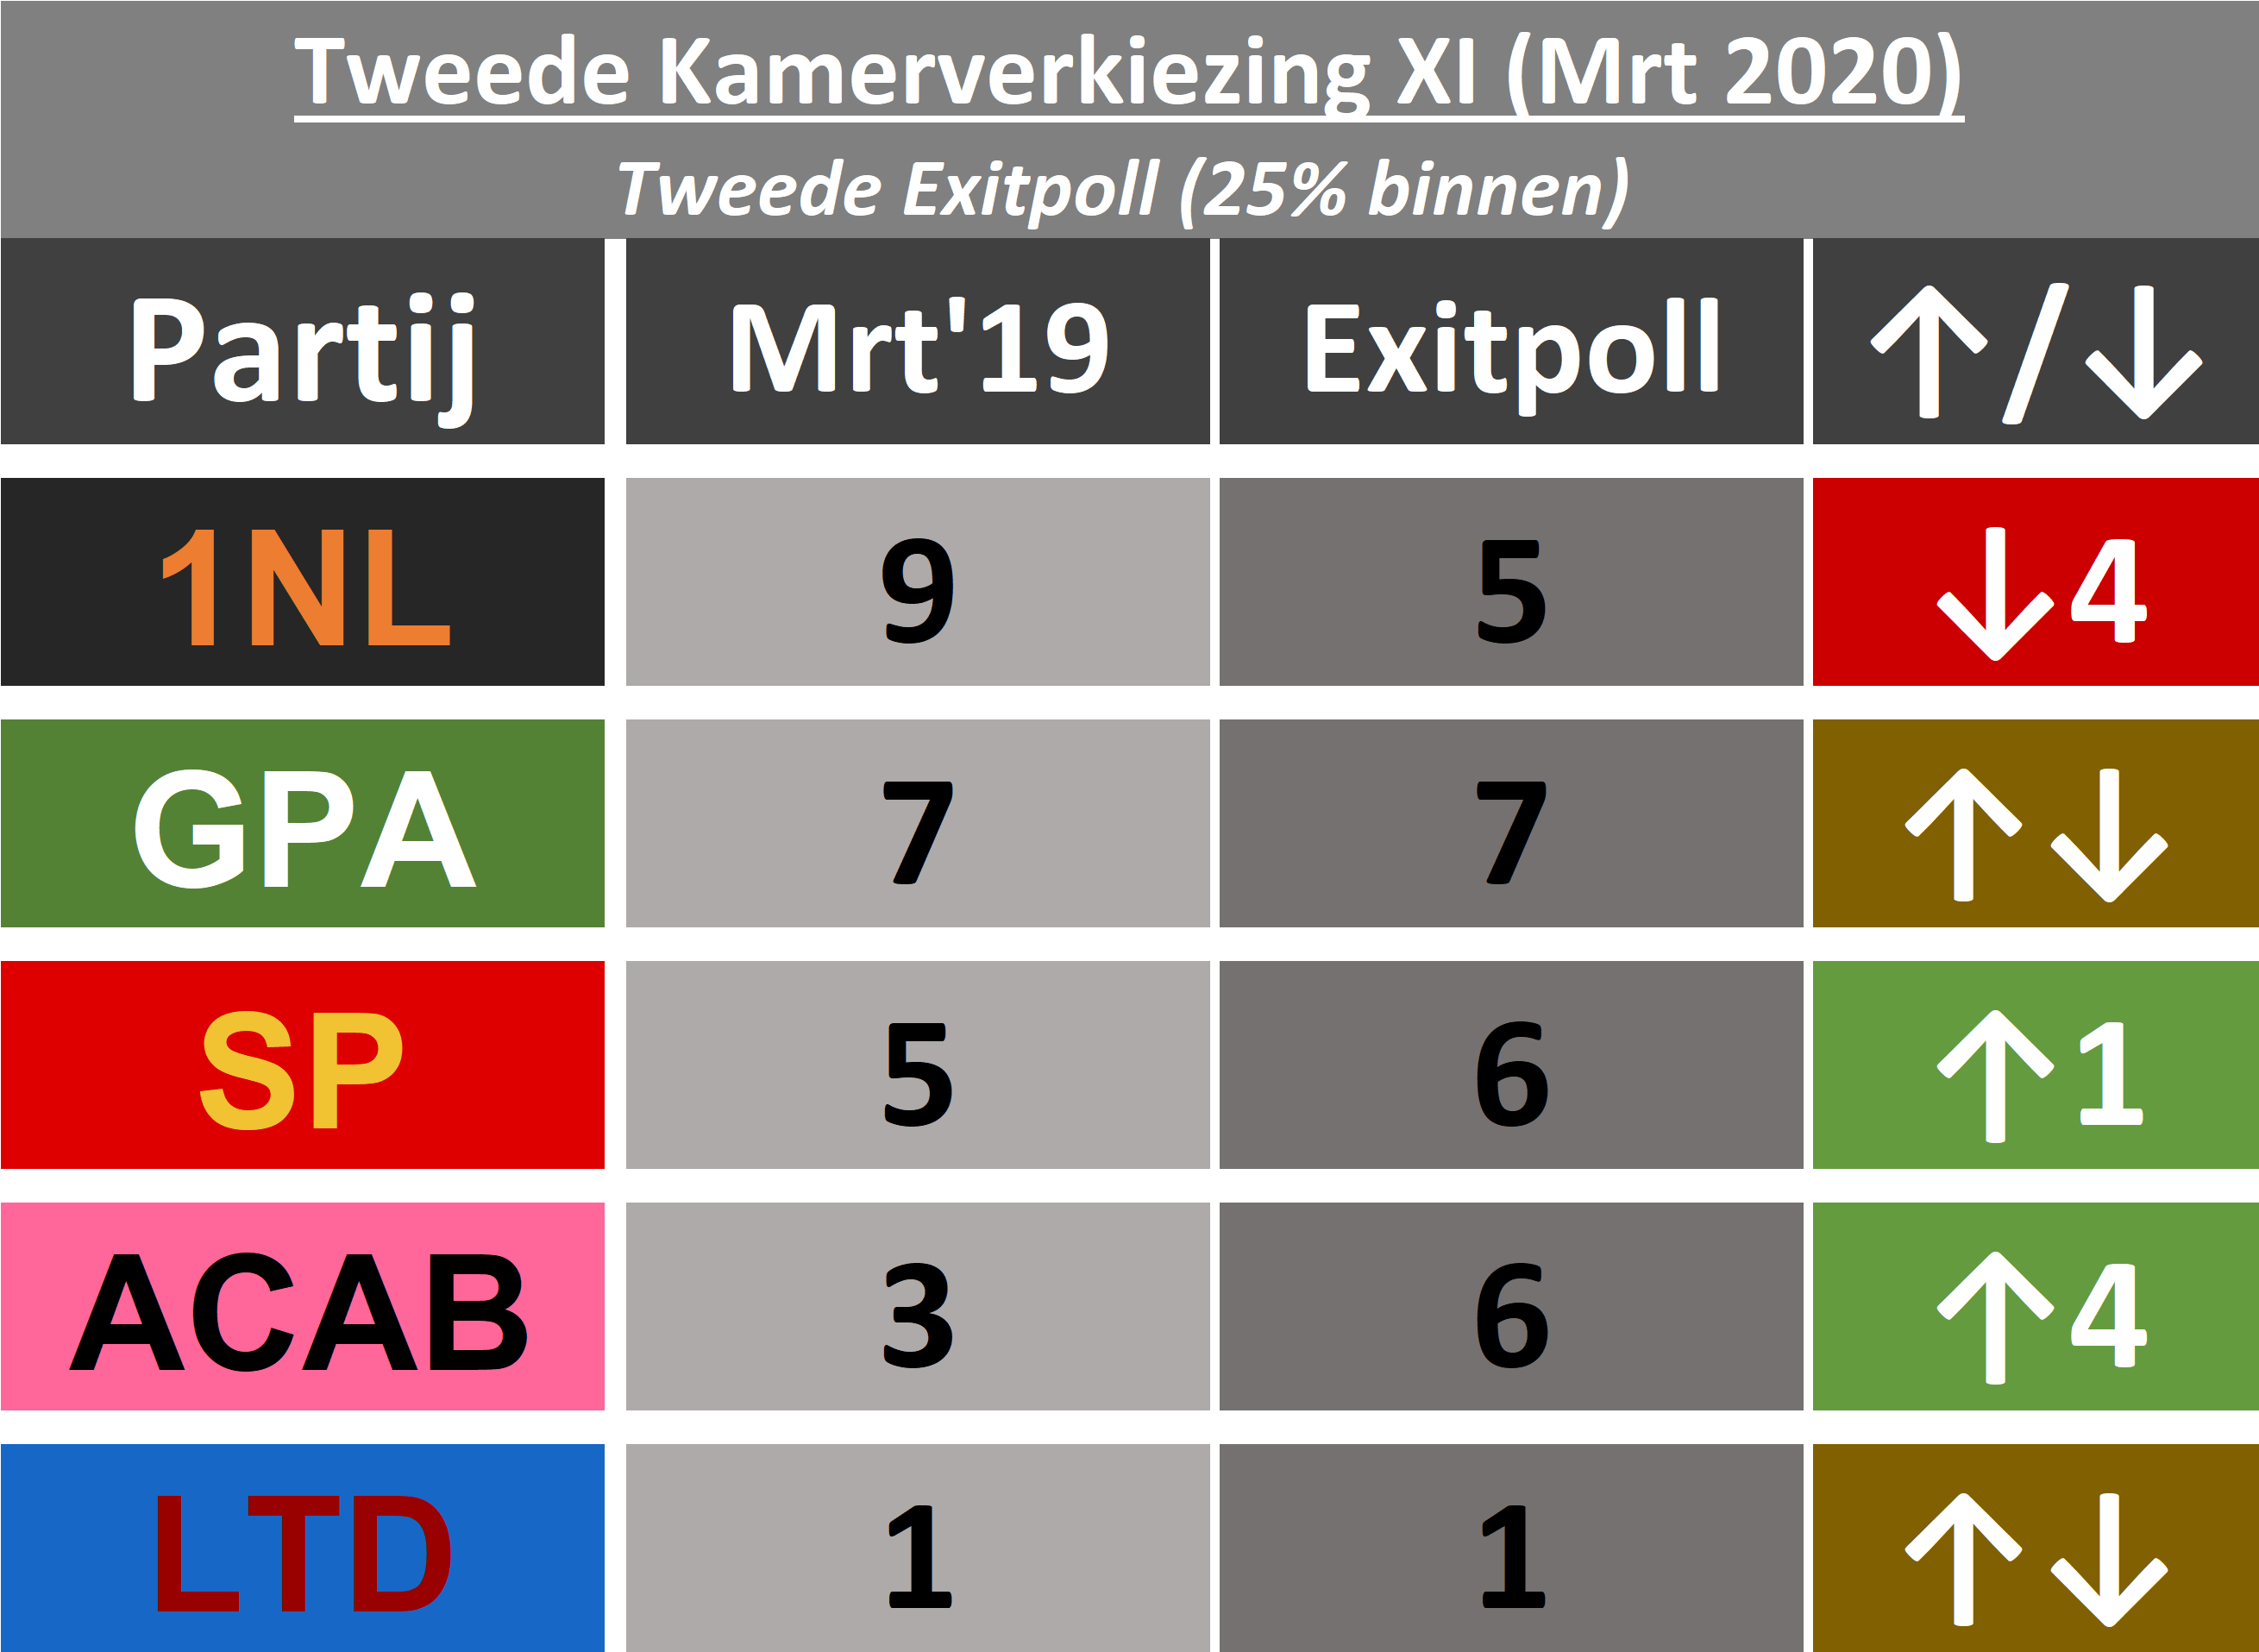 Tweede Kamerverkiezing XI (Mrt 2020)
Tweede Exitpoll (25% binnen)
Partij Mrt'19 Exitpoll ↑/↓
1NL 9 5 ↓4
GPA 7 7 ↑↓
SP 5 6 ↑1
ACAB 3 6 ↑4
LTD 1 1 ↑↓